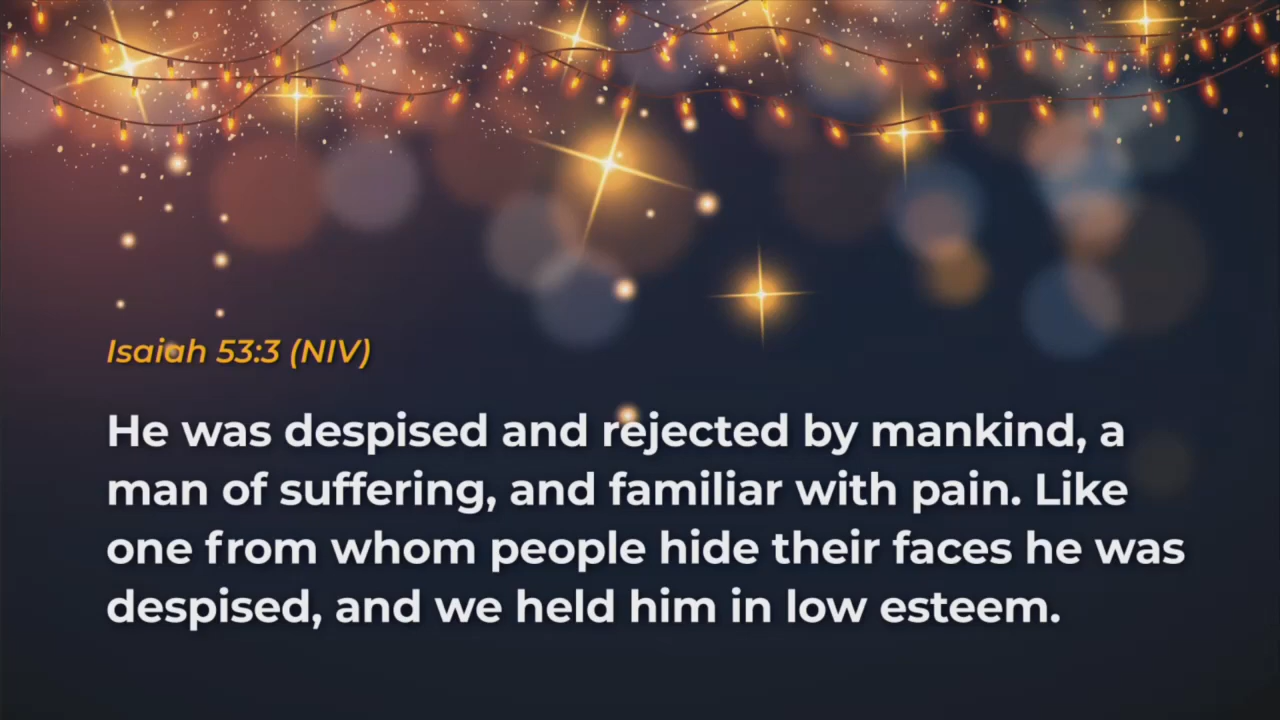 Isaiah 53:3 (NIV)
He was despised and rejected by mankind, a
man of suffering, and familiar with pain. Like
one from whom people hide their faces he was
despised, and we held him in low esteem.